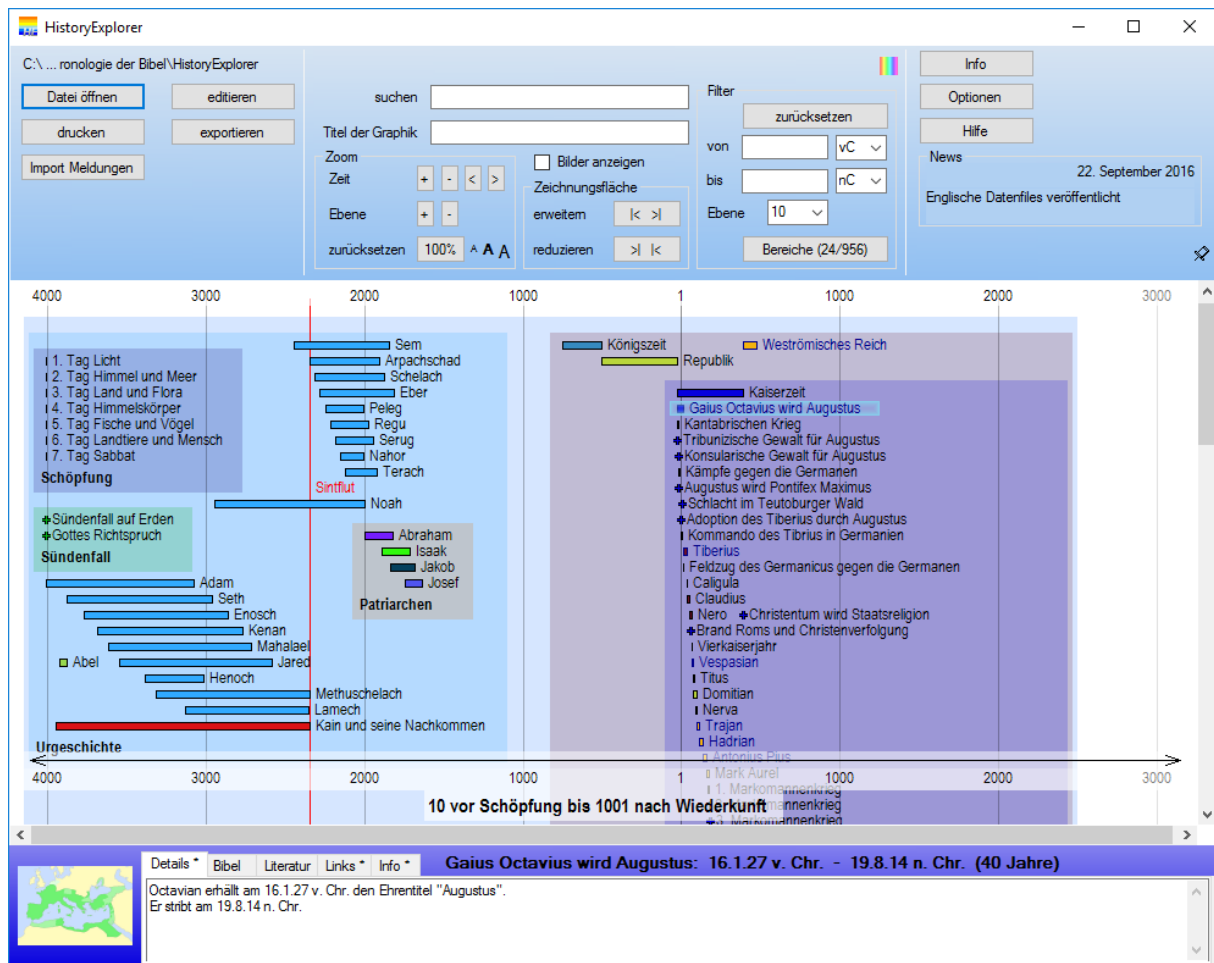 HistoryExplorer
C:\ ... ronologie der Bibel\HistoryExplorer
Datei öffnen
editieren
drucken
exportieren
Import Meldungen
suchen
Titel der Graphik
Zoom
Zeit
+ - < >
Ebene
+ -
zurücksetzen 100% A A A
Bilder anzeigen
Zeichnungsfläche
erweitern |< >|
reduzieren >| |<
Filter
zurücksetzen
von vC
bis nC
Ebene 10
Bereiche (24/956)
Info
Optionen
Hilfe
News
22. September 2016
Englische Datenfiles veröffentlicht
4000 3000 2000 1000 1 1000 2000 3000
1. Tag Licht
2. Tag Himmel und Meer
3. Tag Land und Flora
4. Tag Himmelskörper
5. Tag Fische und Vögel
6. Tag Landtiere und Mensch
7. Tag Sabbat
Schöpfung
Sündenfall auf Erden
Gottes Richtspruch
Sündenfall
Adam
Seth
Enosch
Kenan
Mahalael
Abel
Jared
Henoch
Methuschelach
Lamech
Kain und seine Nachkommen
Urgeschichte
Sem
Arpachschad
Schelach
Eber
Peleg
Regu
Serug
Nahor
Terach
Sintflut
Noah
Abraham
Isaak
Jakob
Josef
Patriarchen
Königszeit
Weströmisches Reich
Republik
Kaiserzeit
Gaius Octavius wird Augustus
Kantabrischen Krieg
Tribunizische Gewalt für Augustus
Konsularische Gewalt für Augustus
Kämpfe gegen die Germanen
Augustus wird Pontifex Maximus
Schlacht im Teutoburger Wald
Adoption des Tiberius durch Augustus
Kommando des Tibrius in Germanien
Tiberius
Feldzug des Germanicus gegen die Germanen
Caligula
Claudius
Nero
Christentum wird Staatsreligion
Brand Roms und Christenverfolgung
Vierkaiserjahr
Vespasian
Titus
Domitian
Nerva
Trajan
Hadrian
Antonius Pius
Mark Aurel
1. Markomannenkrieg
3. Markomannenkrieg
4000 3000 2000 1000 1 1000 2000 3000
10 vor Schöpfung bis 1001 nach Wiederkunft
Details * Bibel Literatur Links * Info *
Gaius Octavius wird Augustus: 16.1.27 v. Chr. - 19.8.14 n. Chr. (40 Jahre)
Octavian erhält am 16.1.27 v. Chr. den Ehrentitel "Augustus".
Er stribt am 19.8.14 n. Chr.